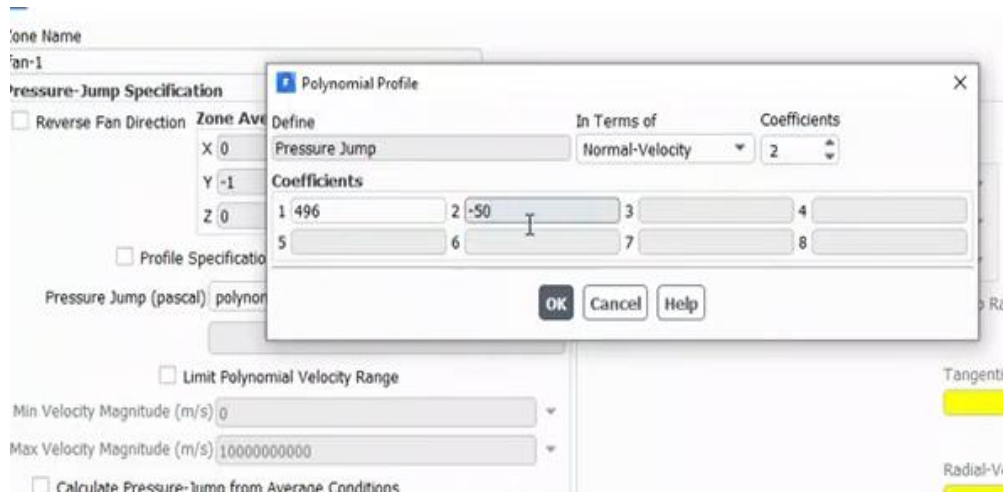 one Name
fan-1
Pressure-Jump Specification
Reverse Fan Direction Zone Ave
X 0
Y -1
Z 0
Profile Specificatio
Pressure Jump (pascal) polynom
Limit Polynomial Velocity Range
Min Velocity Magnitude (m/s) 0
Max Velocity Magnitude (m/s) 10000000000
Calculate Pressure-Jump from Average Conditions
Polynomial Profile
Define In Terms of Coefficients
Pressure Jump Normal-Velocity 2
Coefficients
1 496 2 -50 3 4
5 6 7 8
OK Cancel Help
Tangenti
Radial-Ve